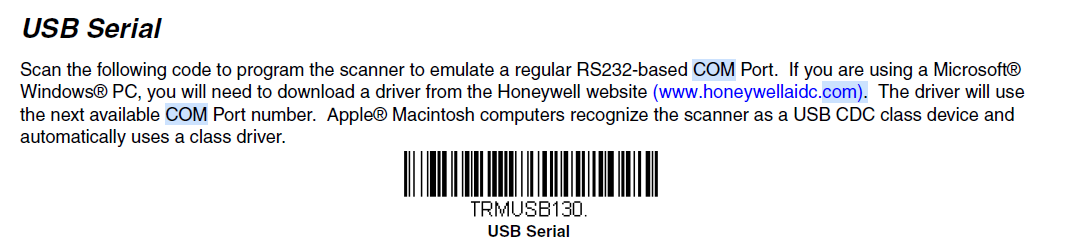 USB Serial
Scan the following code to program the scanner to emulate a regular RS232-based COM Port.  If you are using a Microsoft®
Windows® PC, you will need to download a driver from the Honeywell website (www.honeywellaidc.com).  The driver will use
the next available COM Port number.  Apple® Macintosh computers recognize the scanner as a USB CDC class device and
automatically uses a class driver.
TRMUSB130.
USB Serial